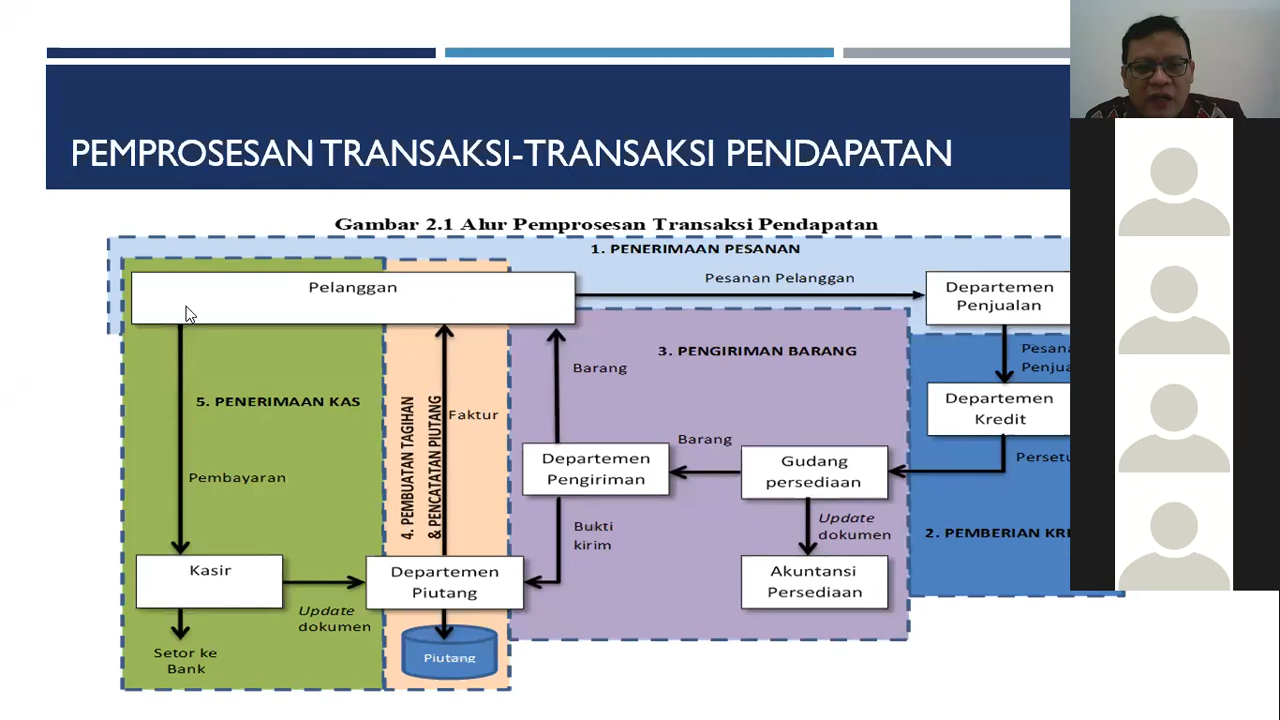 PEMPROSESAN TRANSAKSI-TRANSAKSI PENDAPATAN
Gambar 2.1 Alur Pemprosesan Transaksi Pendapatan
1. PENERIMAAN PESANAN
Pelanggan
Pesanan Pelanggan
Departemen
Penjualan
3. PENGIRIMAN BARANG
Barang
Departemen
Kredit
5. PENERIMAAN KAS
4. PEMBUATAN TAGIHAN
& PENCATATAN PIUTANG
Faktur
Barang
Departemen
Pengiriman
Gudang
persediaan
Pembayaran
Bukti
kirim
Update
dokumen
2. PEMBERIAN
Kasir
Departemen
Piutang
Akuntansi
Persediaan
Update
dokumen
Setor ke
Bank
Piutang